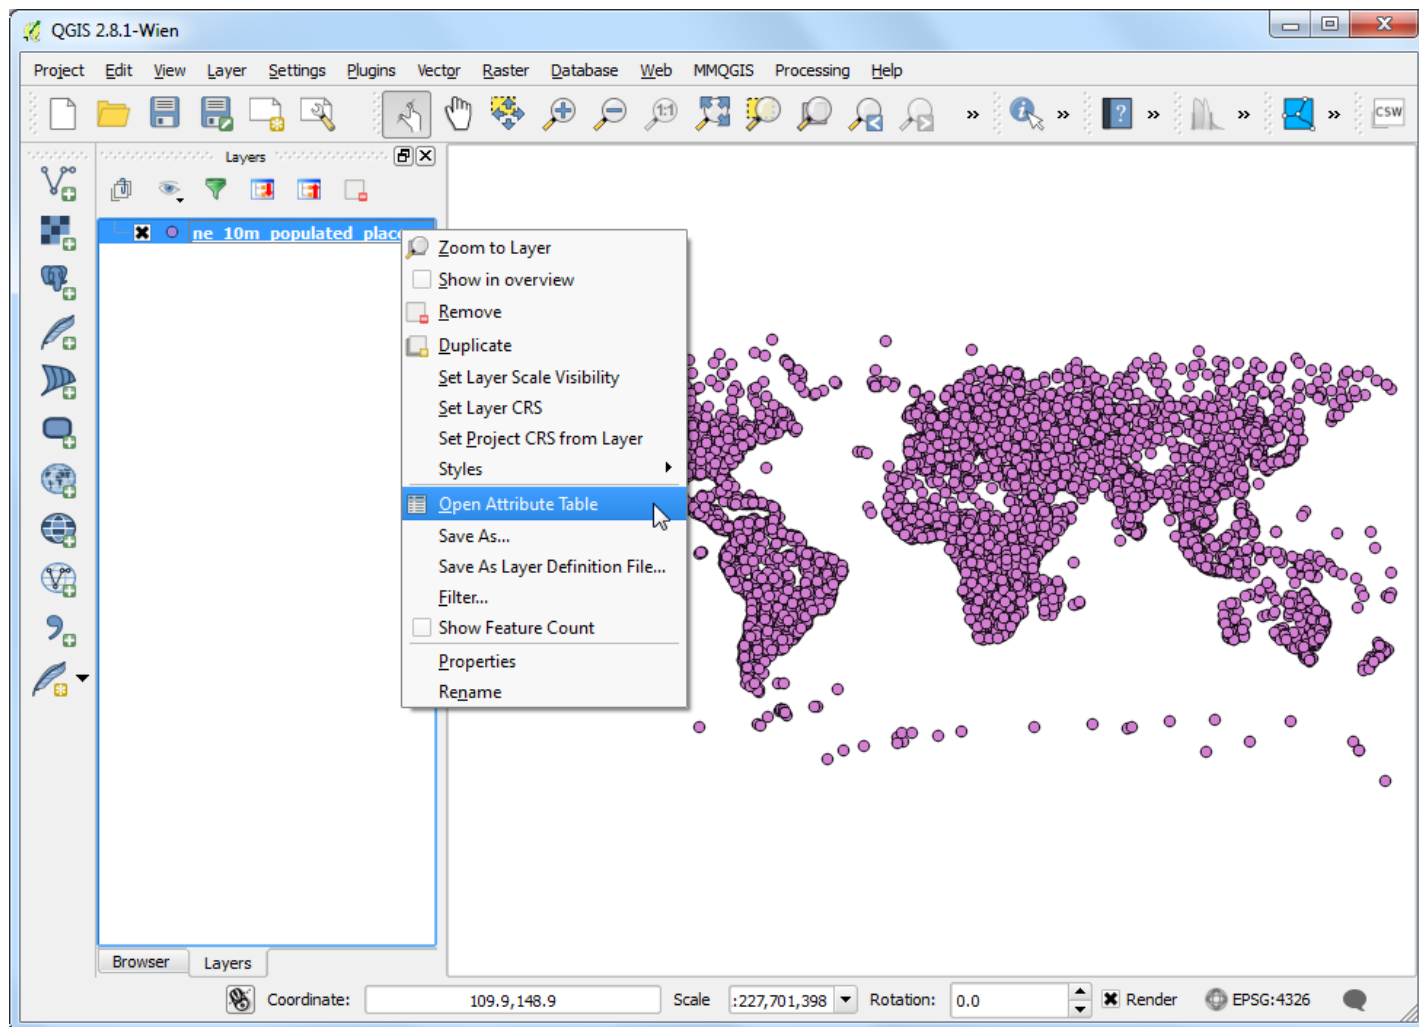 QGIS 2.8.1-Wien
Project Edit View Layer Settings Plugins Vector Raster Database Web MMQGIS Processing Help
1:1 » » ? » » » CSW
Layers
ne_10m_populated_plac
Zoom to Layer
Show in overview
Remove
Duplicate
Set Layer Scale Visibility
Set Layer CRS
Set Project CRS from Layer
Styles
Open Attribute Table
Save As...
Save As Layer Definition File...
Filter...
Show Feature Count
Properties
Rename
Browser Layers
Coordinate: 109.9,148.9 Scale :227,701,398 Rotation: 0.0 Render EPSG:4326